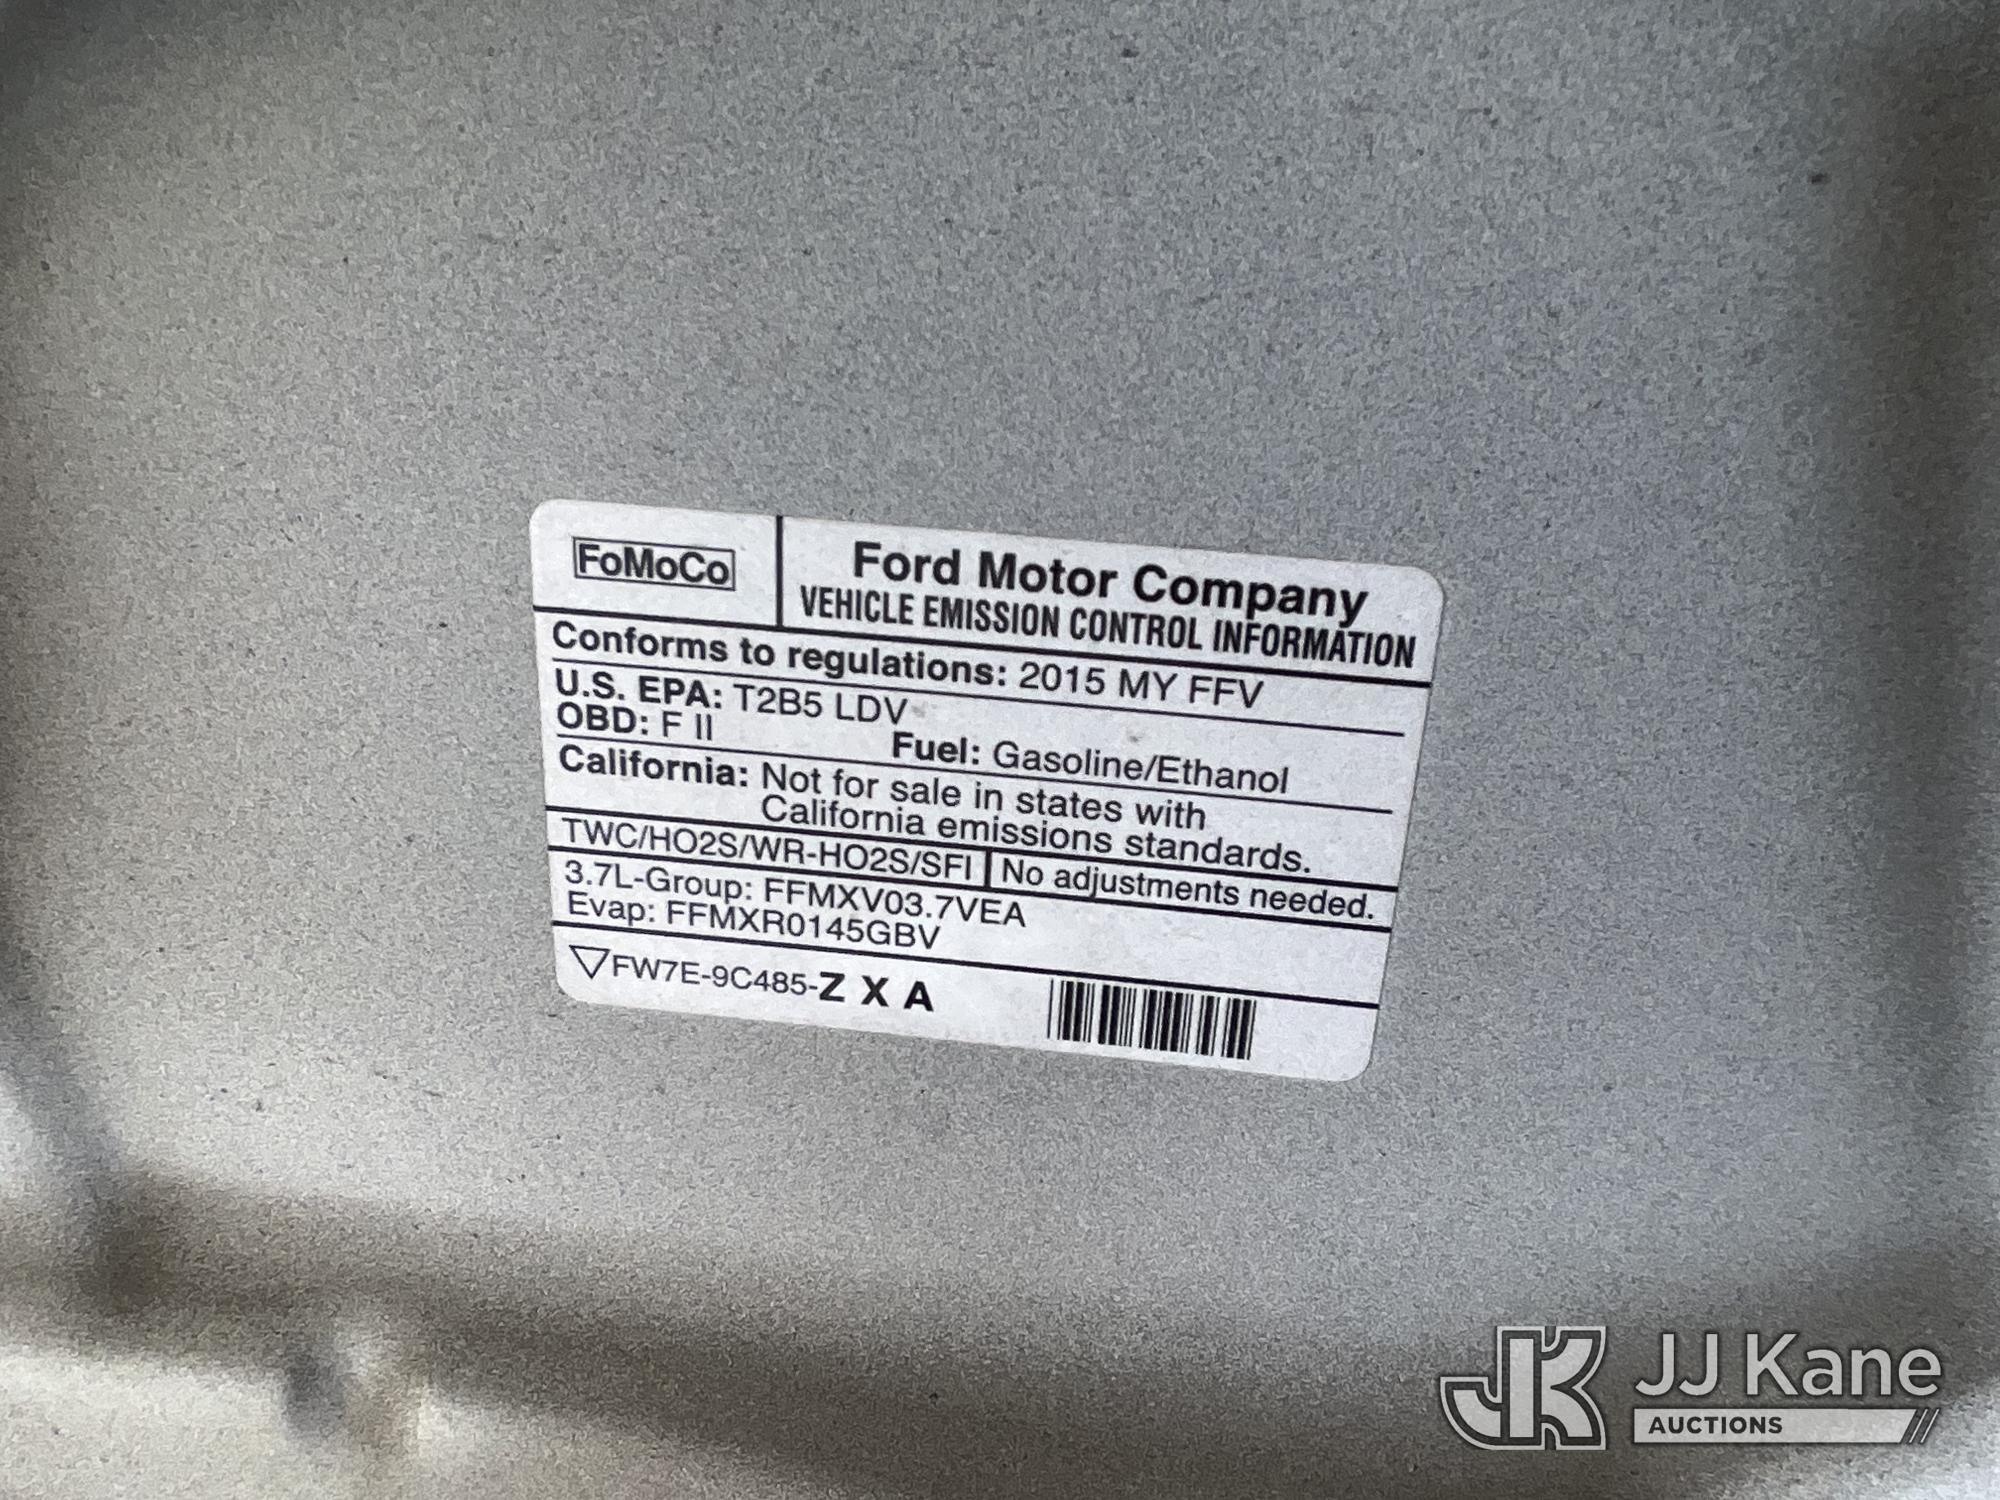 FoMoCo
Ford Motor Company
VEHICLE EMISSION CONTROL INFORMATION
Conforms to regulations: 2015 MY FFV
U.S. EPA: T2B5 LDV
OBD: F II Fuel: Gasoline/Ethanol
California: Not for sale in states with
California emissions standards.
TWC/HO2S/WR-HO2S/SFI No adjustments needed.
3.7L-Group: FFMXV03.7VEA
Evap: FFMXR0145GBV
▽FW7E-9C485-Z X A
JK JJ Kane
AUCTIONS